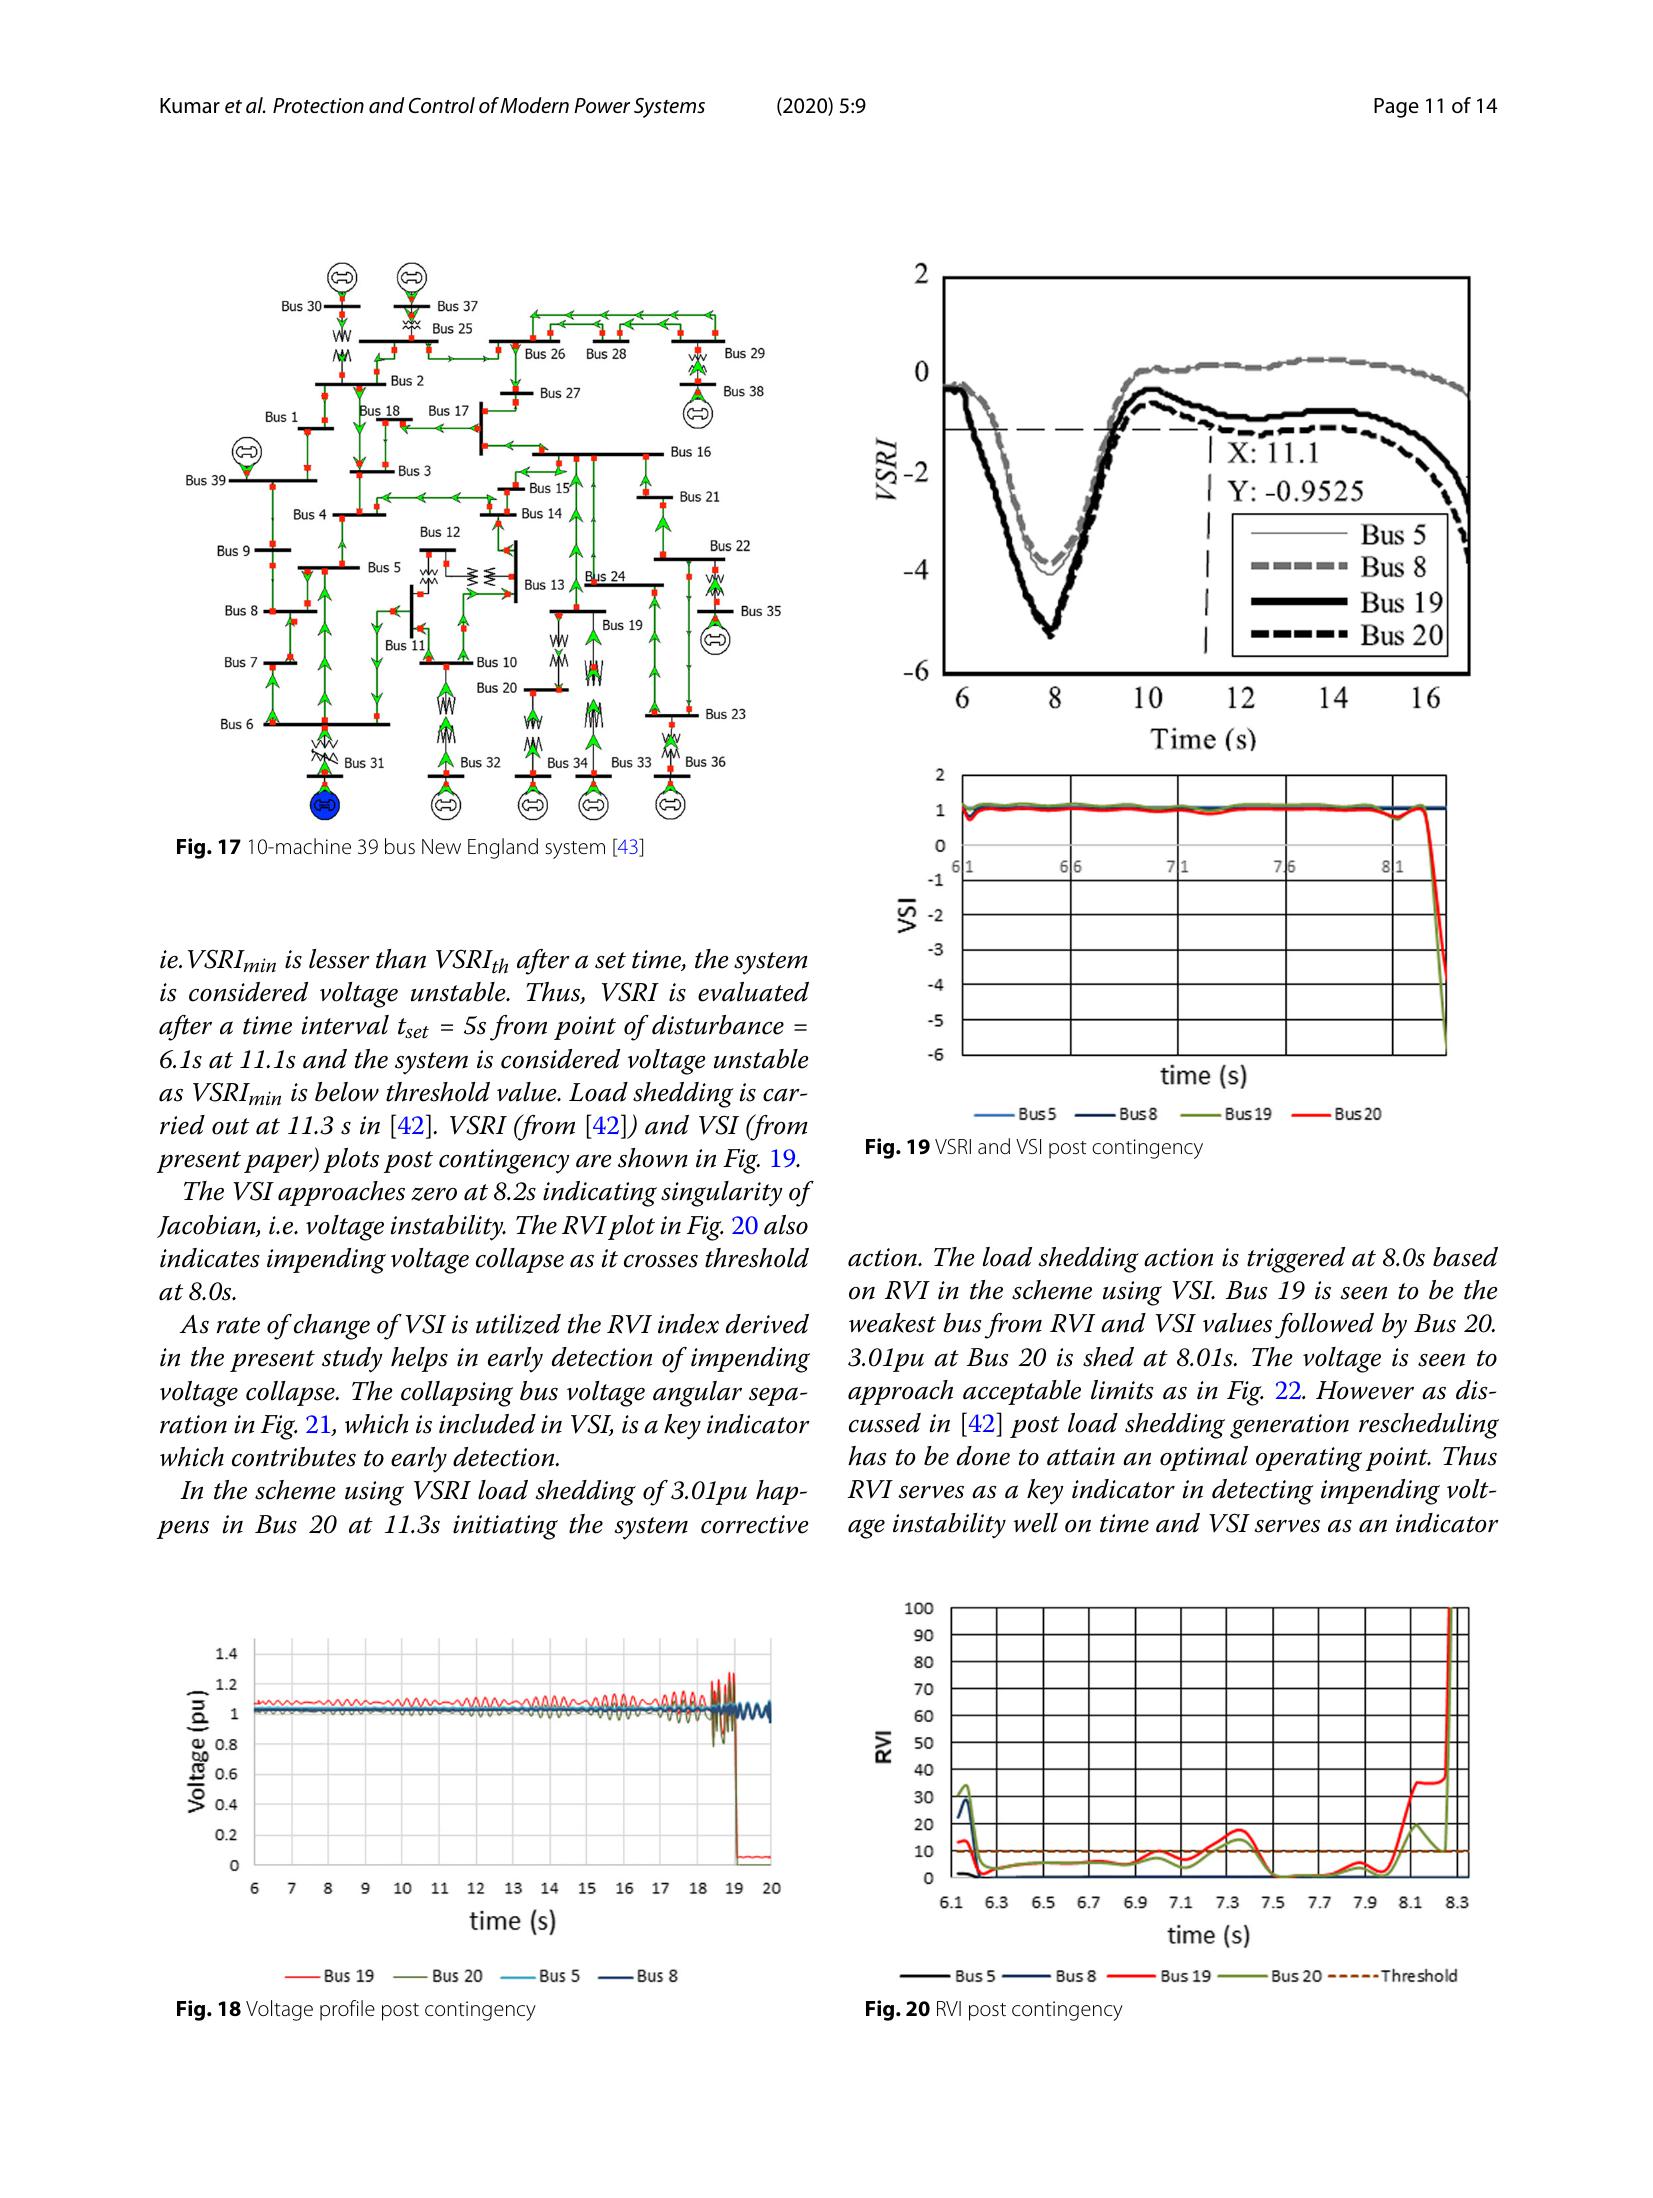 Kumar et al. Protection and Control of Modern Power Systems (2020) 5:9 Page 11 of 14
Bus 30
Bus 37
Bus 25
Bus 26
Bus 28
Bus 29
Bus 2
Bus 38
Bus 27
Bus 1
Bus 18
Bus 17
Bus 16
Bus 39
Bus 3
Bus 15
Bus 21
Bus 4
Bus 14
Bus 12
Bus 9
Bus 22
Bus 5
Bus 13
Bus 24
Bus 8
Bus 35
Bus 19
Bus 11
Bus 7
Bus 10
Bus 20
Bus 23
Bus 6
Bus 31
Bus 32
Bus 34
Bus 33
Bus 36
Fig. 17 10-machine 39 bus New England system [43]
ie.VSRImin is lesser than VSRIth after a set time, the system
is considered voltage unstable. Thus, VSRI is evaluated
after a time interval tset = 5s from point of disturbance =
6.1s at 11.1s and the system is considered voltage unstable
as VSRImin is below threshold value. Load shedding is car-
ried out at 11.3 s in [42]. VSRI (from [42]) and VSI (from
present paper) plots post contingency are shown in Fig. 19.
The VSI approaches zero at 8.2s indicating singularity of
Jacobian, i.e. voltage instability. The RVI plot in Fig. 20 also
indicates impending voltage collapse as it crosses threshold
at 8.0s.
As rate of change of VSI is utilized the RVI index derived
in the present study helps in early detection of impending
voltage collapse. The collapsing bus voltage angular sepa-
ration in Fig. 21, which is included in VSI, is a key indicator
which contributes to early detection.
In the scheme using VSRI load shedding of 3.01pu hap-
pens in Bus 20 at 11.3s initiating the system corrective
2
0
-2
-4
-6
VSRI
X: 11.1
Y: -0.9525
Bus 5
Bus 8
Bus 19
Bus 20
6 8 10 12 14 16
Time (s)
2
1
0
-1
-2
-3
-4
-5
-6
VSI
6.1 6.6 7.1 7.6 8.1
time (s)
Bus 5 Bus 8 Bus 19 Bus 20
Fig. 19 VSRI and VSI post contingency
action. The load shedding action is triggered at 8.0s based
on RVI in the scheme using VSI. Bus 19 is seen to be the
weakest bus from RVI and VSI values followed by Bus 20.
3.01pu at Bus 20 is shed at 8.01s. The voltage is seen to
approach acceptable limits as in Fig. 22. However as dis-
cussed in [42] post load shedding generation rescheduling
has to be done to attain an optimal operating point. Thus
RVI serves as a key indicator in detecting impending volt-
age instability well on time and VSI serves as an indicator
1.4
1.2
1
0.8
0.6
0.4
0.2
0
Voltage (pu)
6 7 8 9 10 11 12 13 14 15 16 17 18 19 20
time (s)
Bus 19 Bus 20 Bus 5 Bus 8
Fig. 18 Voltage profile post contingency
100
90
80
70
60
50
40
30
20
10
0
RVI
6.1 6.3 6.5 6.7 6.9 7.1 7.3 7.5 7.7 7.9 8.1 8.3
time (s)
Bus 5 Bus 8 Bus 19 Bus 20 Threshold
Fig. 20 RVI post contingency